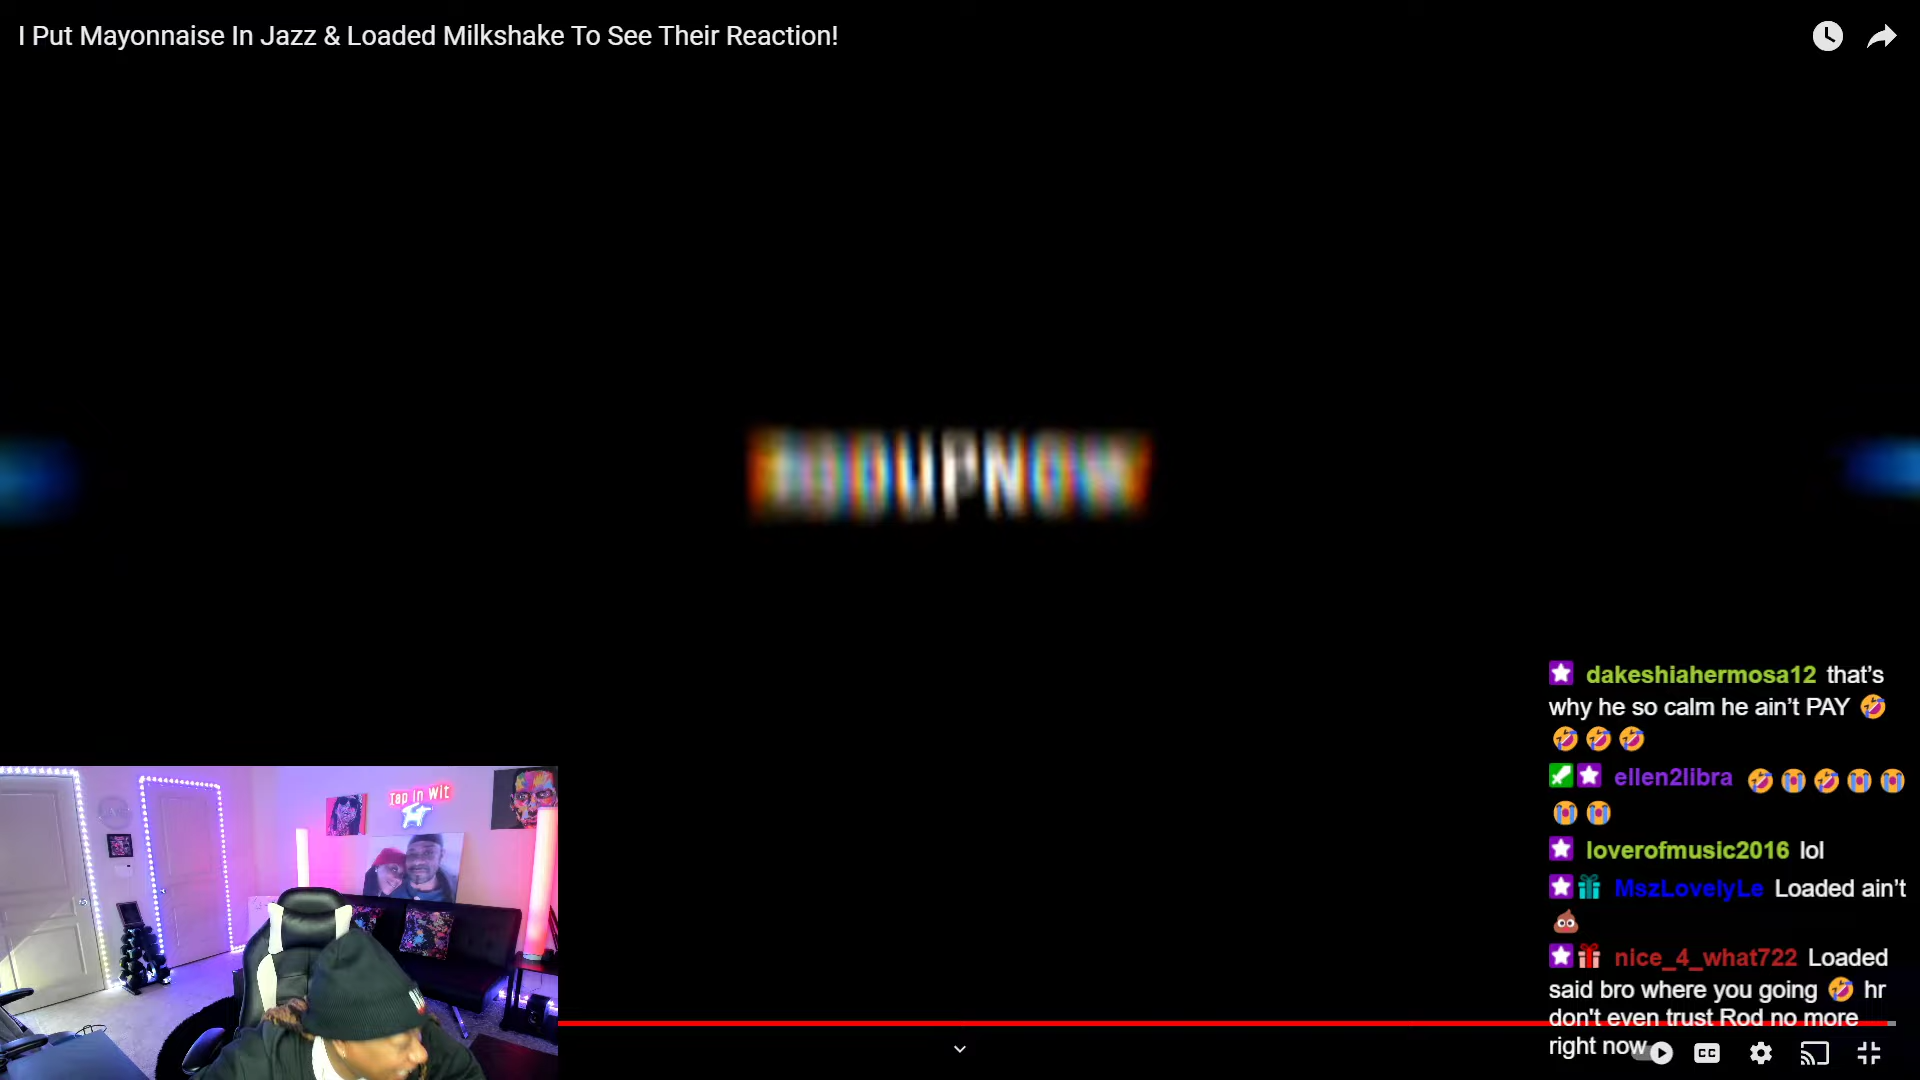 I Put Mayonnaise In Jazz & Loaded Milkshake To See Their Reaction!
dakeshiahermosa12 that’s
why he so calm he ain’t PAY 🤣
🤣🤣🤣
ellen2libra 🤣😭🤣😭😭
😭😭
loverofmusic2016 lol
MszLovelyLe Loaded ain’t
💩
nice_4_what722 Loaded
said bro where you going 🤣 hr
don't even trust Rod no more
right now
Tap in Wit
CC